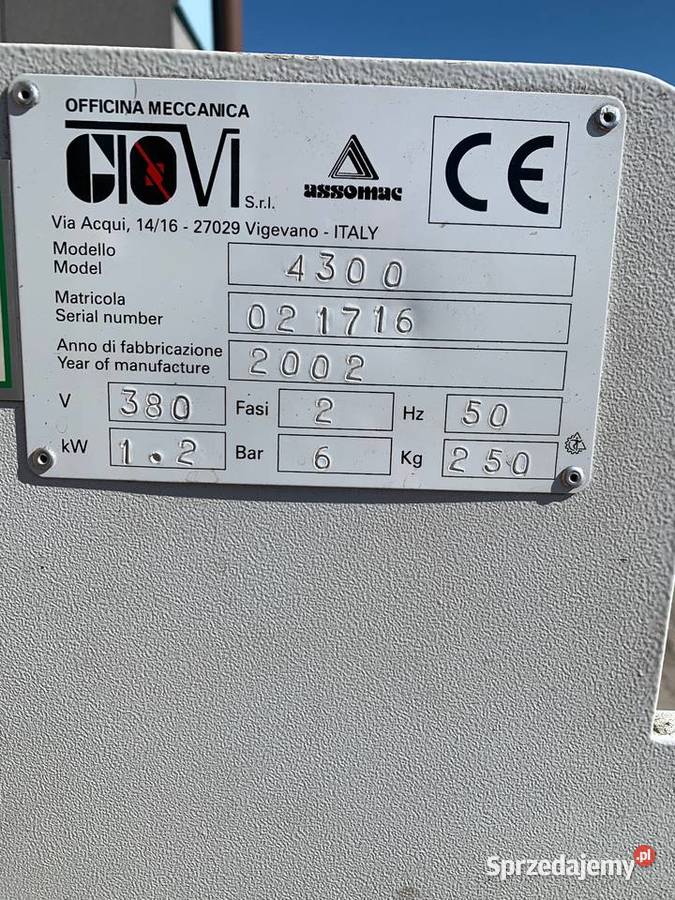 OFFICINA MECCANICA
GIOVI S.r.l.
assomac
CE
Via Acqui, 14/16 - 27029 Vigevano - ITALY
Modello
Model 4300
Matricola
Serial number 021716
Anno di fabbricazione
Year of manufacture 2002
V 380 Fasi 2 Hz 50
kW 1.2 Bar 6 Kg 250
Sprzedajemy.pl